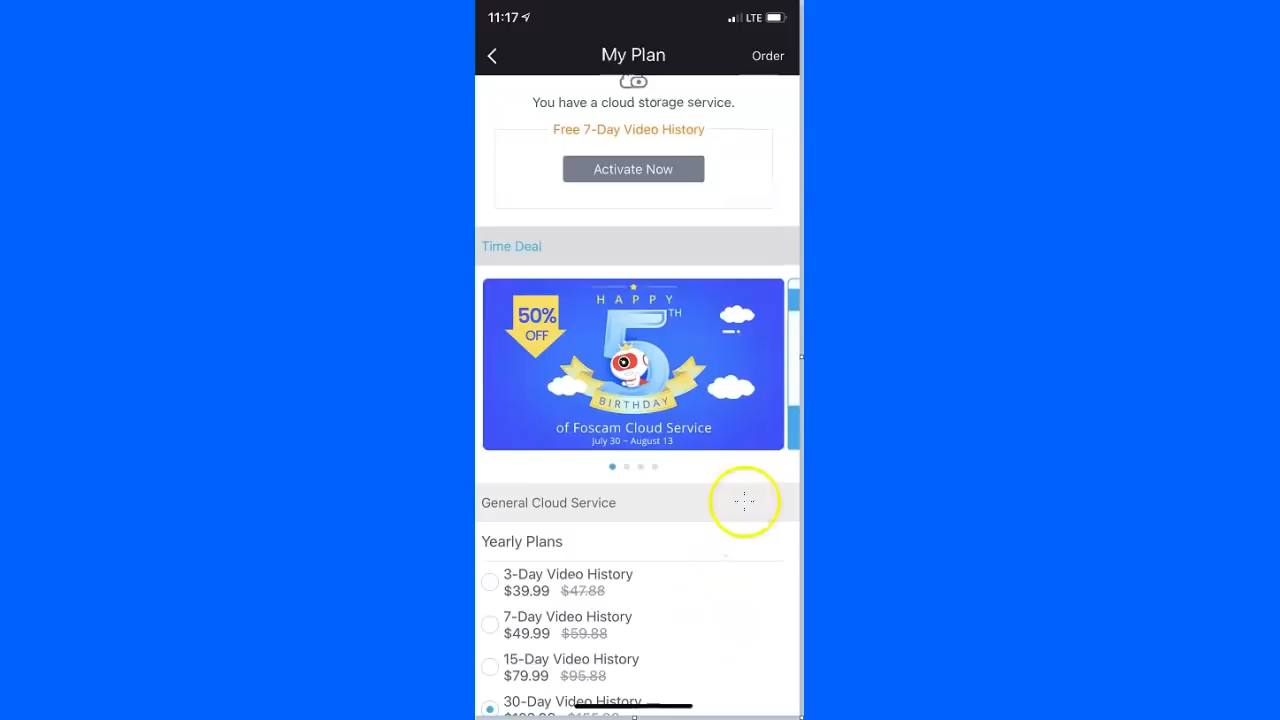 11:17
LTE
My Plan
Order
You have a cloud storage service.
Free 7-Day Video History
Activate Now
Time Deal
50%
OFF
HAPPY
5TH
BIRTHDAY
of Foscam Cloud Service
July 30 ~ August 13
General Cloud Service
Yearly Plans
3-Day Video History
$39.99 $47.88
7-Day Video History
$49.99 $59.88
15-Day Video History
$79.99 $95.88
30-Day Video History